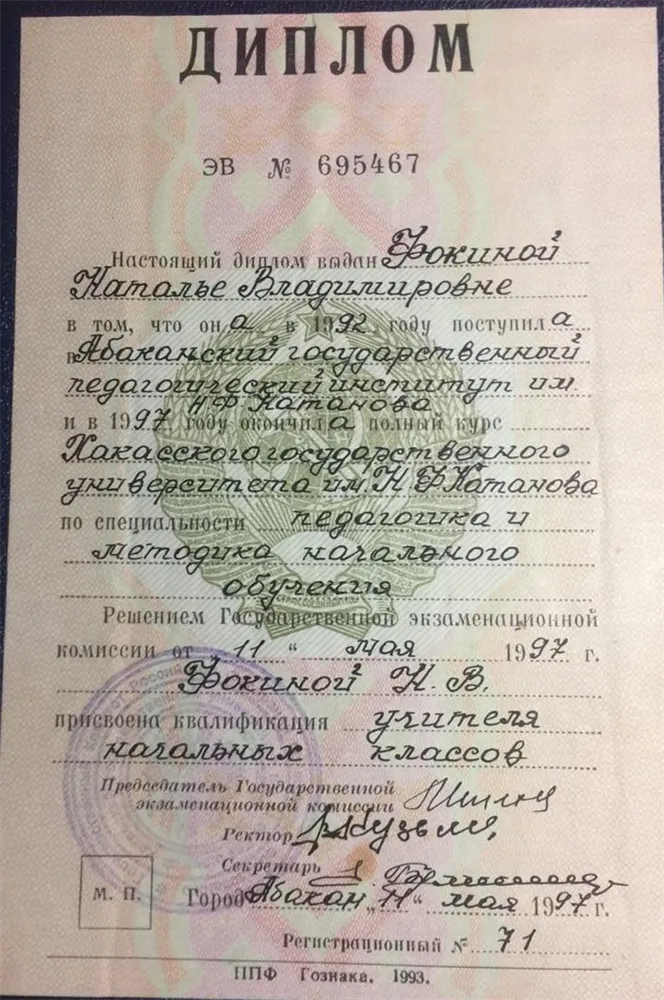 ДИПЛОМ
ЭВ № 695467
Настоящий диплом выдан Фокиной
Наталье Владимировне
в том, что он а в 1992 году поступил а
в Абаканский государственный
педагогический институт им.
Н.Ф. Катанова
и в 1997 году окончил а полный курс
Хакасского государственного
университета им. Н.Ф. Катанова
по специальности педагогика и
методика начального
обучения
Решением Государственной экзаменационной
комиссии от „ 11 “ мая 1997 г.
Фокиной Н. В.
присвоена квалификация учителя
начальных классов
Председатель Государственной
экзаменационной комиссии
Ректор
Секретарь
М. П.
Город Абакан „ 11 “ мая 1997 г.
Регистрационный № 71
ППФ Гознака. 1993.